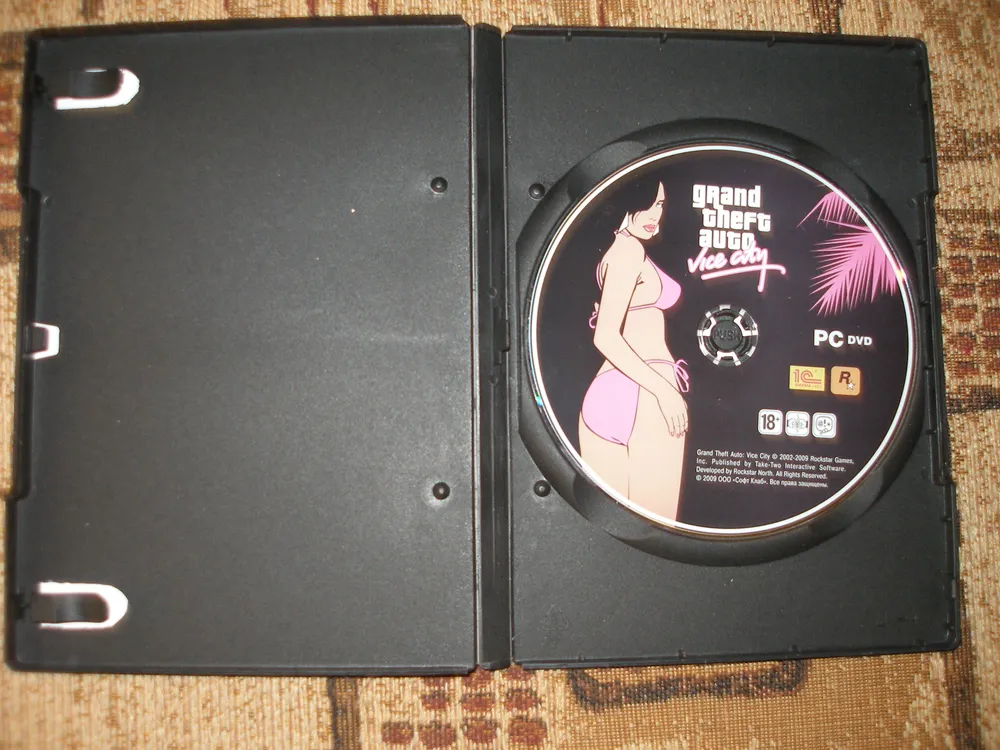 grand
theft
auto
Vice City
PUSH
PC DVD
1C
R
18+
Grand Theft Auto: Vice City © 2002-2009 Rockstar Games,
Inc. Published by Take-Two Interactive Software.
Developed by Rockstar North. All Rights Reserved.
© 2009 ООО «Софт Клаб». Все права защищены.